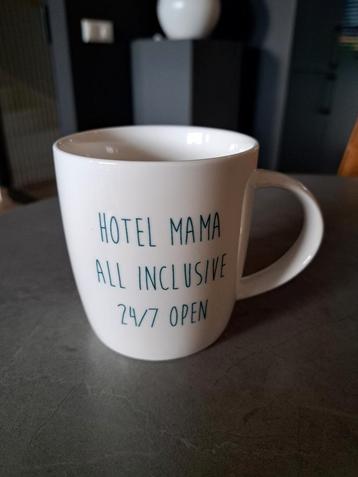 HOTEL MAMA
ALL INCLUSIVE
24/7 OPEN